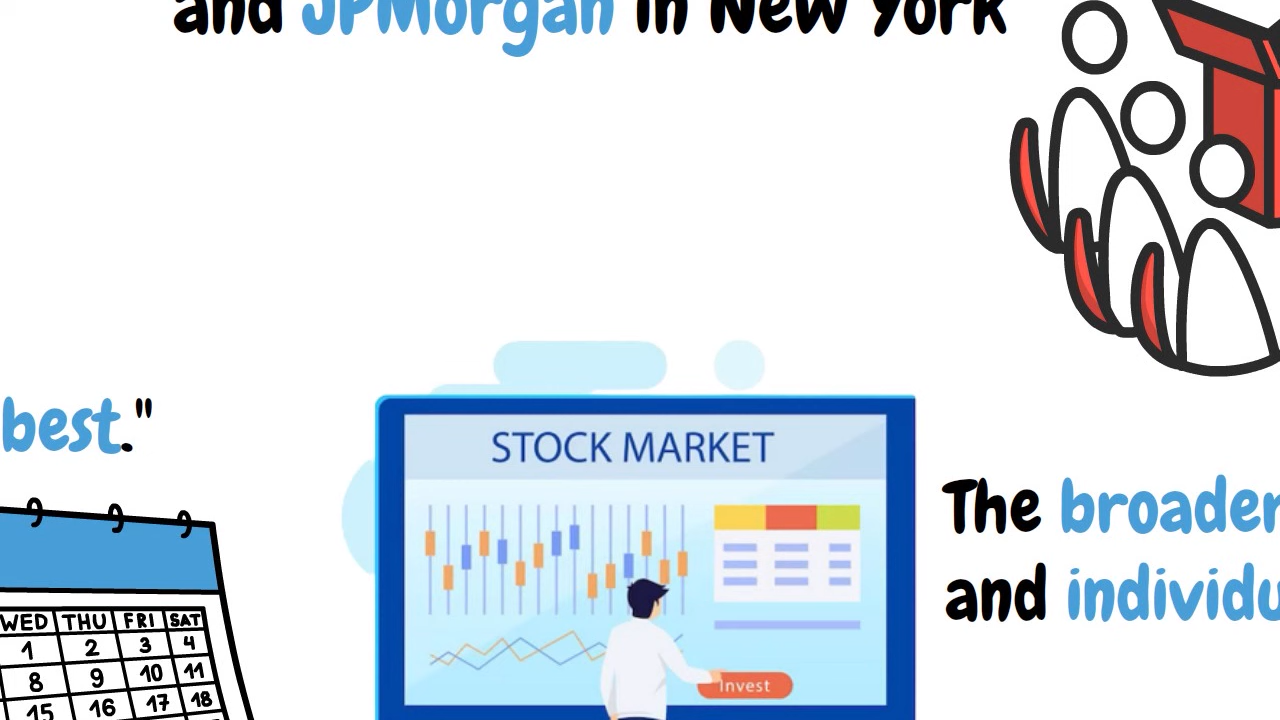 and JPMorgan in New York
best."
STOCK MARKET
The broader
and individu
Invest
WED THU FRI SAT
1 2 3 4
8 9 10 11
15 16 17 18